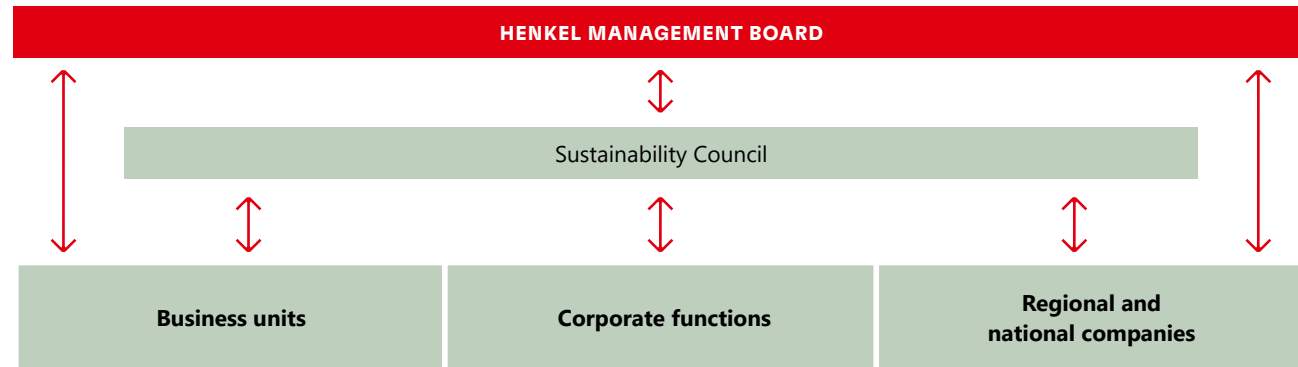 HENKEL MANAGEMENT BOARD
Sustainability Council
Business units
Corporate functions
Regional and
national companies